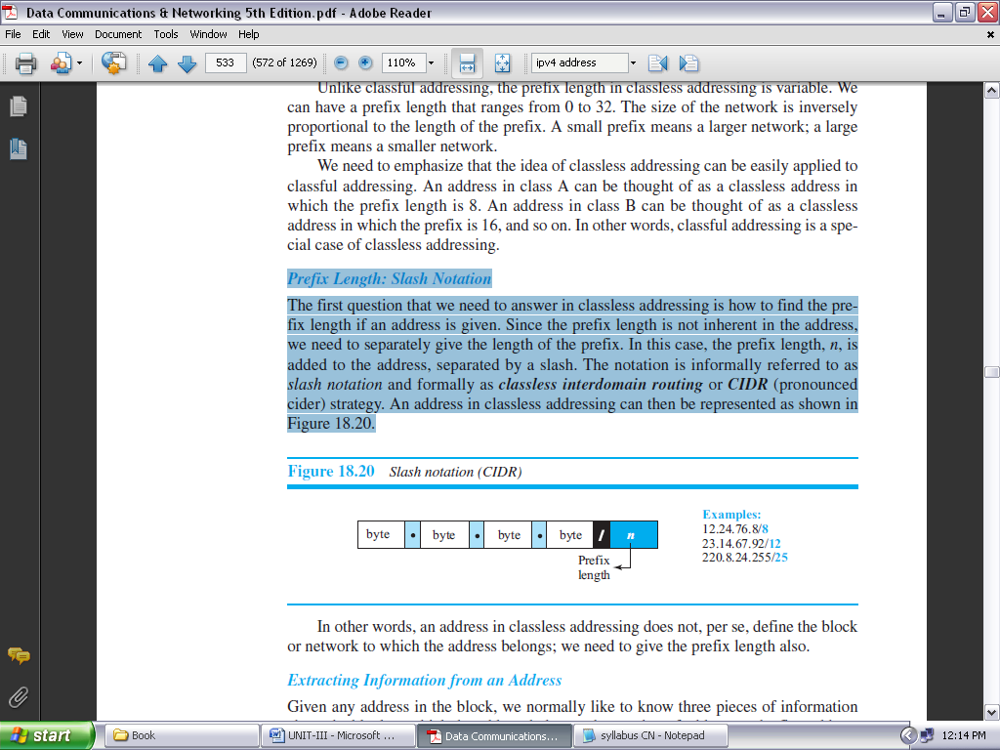 Data Communications & Networking 5th Edition.pdf - Adobe Reader
File Edit View Document Tools Window Help
533 (572 of 1269) 110% ipv4 address
Unlike classful addressing, the prefix length in classless addressing is variable. We
can have a prefix length that ranges from 0 to 32. The size of the network is inversely
proportional to the length of the prefix. A small prefix means a larger network; a large
prefix means a smaller network.
We need to emphasize that the idea of classless addressing can be easily applied to
classful addressing. An address in class A can be thought of as a classless address in
which the prefix length is 8. An address in class B can be thought of as a classless
address in which the prefix is 16, and so on. In other words, classful addressing is a spe-
cial case of classless addressing.
Prefix Length: Slash Notation
The first question that we need to answer in classless addressing is how to find the pre-
fix length if an address is given. Since the prefix length is not inherent in the address,
we need to separately give the length of the prefix. In this case, the prefix length, n, is
added to the address, separated by a slash. The notation is informally referred to as
slash notation and formally as classless interdomain routing or CIDR (pronounced
cider) strategy. An address in classless addressing can then be represented as shown in
Figure 18.20.
Figure 18.20 Slash notation (CIDR)
byte • byte • byte • byte / n
Prefix
length
Examples:
12.24.76.8/8
23.14.67.92/12
220.8.24.255/25
In other words, an address in classless addressing does not, per se, define the block
or network to which the address belongs; we need to give the prefix length also.
Extracting Information from an Address
Given any address in the block, we normally like to know three pieces of information
start Book UNIT-III - Microsoft ... Data Communications... syllabus CN - Notepad 12:14 PM